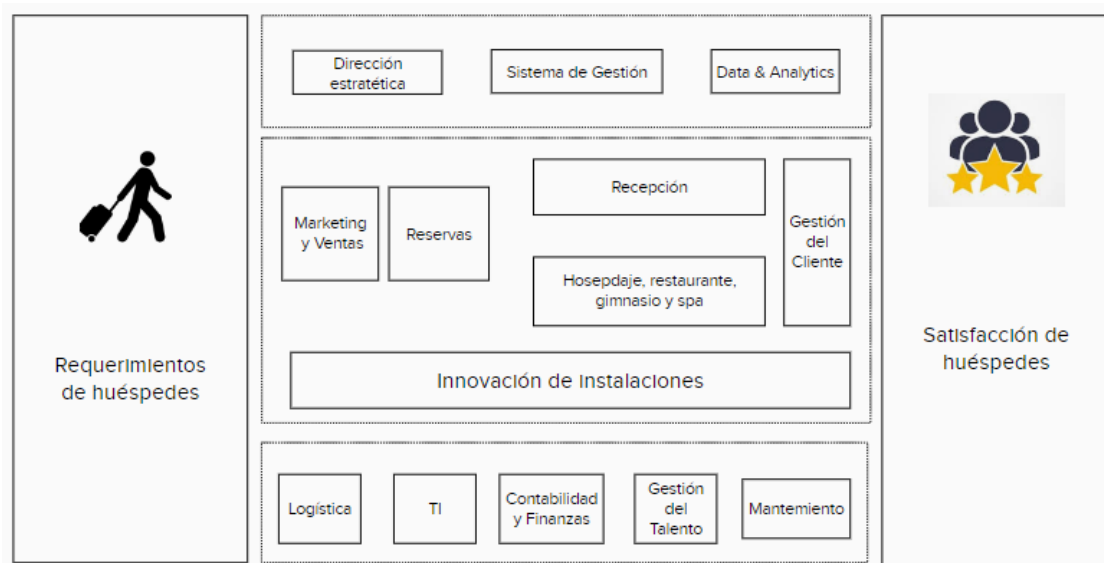 Dirección
estratética
Sistema de Gestión
Data & Analytics
Requerimientos
de huéspedes
Marketing
y Ventas
Reservas
Recepción
Hosepdaje, restaurante,
gimnasio y spa
Gestión
del
Cliente
Innovación de instalaciones
Satisfacción de
huéspedes
Logística
TI
Contabilidad
y Finanzas
Gestión
del
Talento
Mantemiento